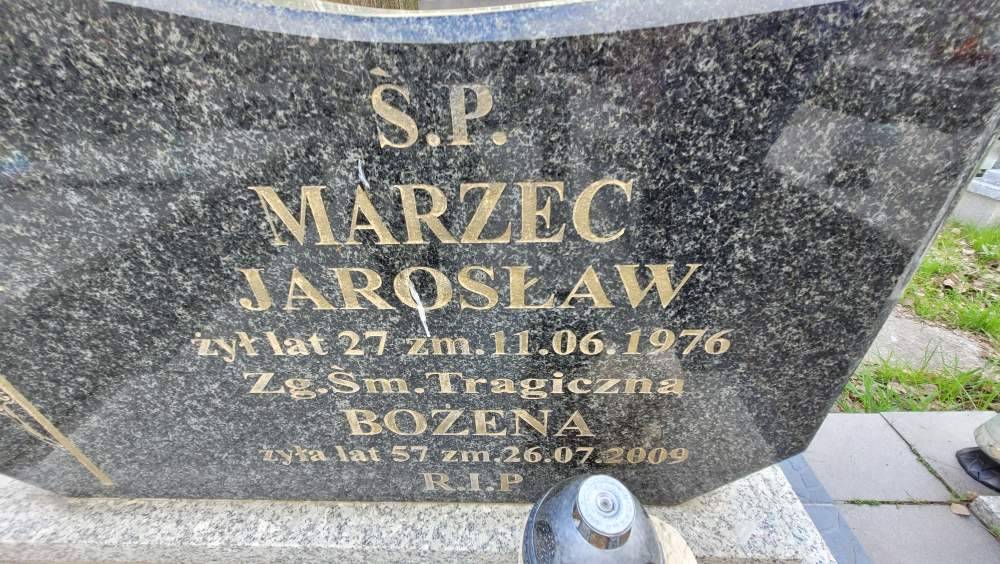 Ś.P.
MARZEC
JAROSŁAW
żył lat 27 zm.11.06.1976
Zg.Śm.Tragiczną
BOŻENA
żyła lat 57 zm.26.07.2009
R.I.P